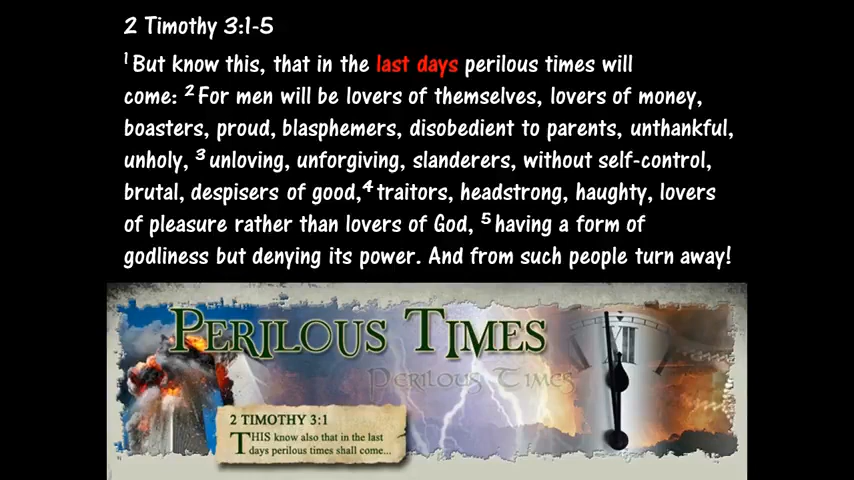 2 Timothy 3:1-5
1 But know this, that in the last days perilous times will
come: 2 For men will be lovers of themselves, lovers of money,
boasters, proud, blasphemers, disobedient to parents, unthankful,
unholy, 3 unloving, unforgiving, slanderers, without self-control,
brutal, despisers of good,4 traitors, headstrong, haughty, lovers
of pleasure rather than lovers of God, 5 having a form of
godliness but denying its power. And from such people turn away!
PERILOUS TIMES
PERILOUS TIMES
2 TIMOTHY 3:1
THIS know also that in the last
days perilous times shall come...
XII